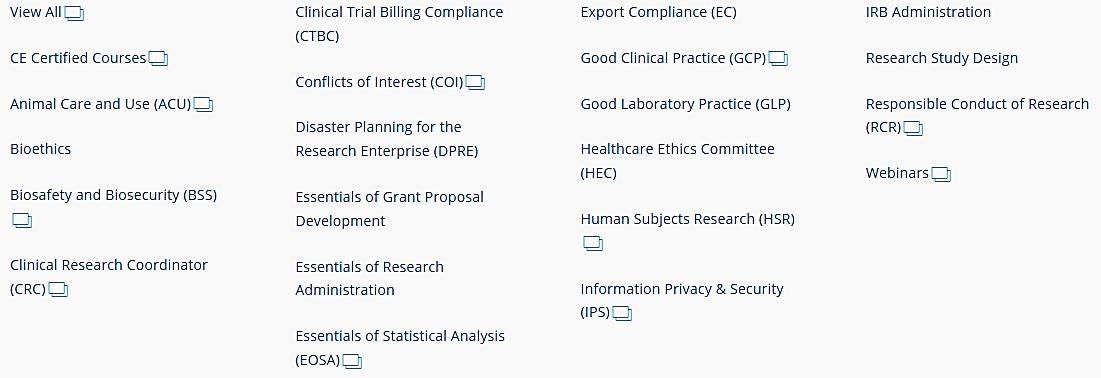 View All
CE Certified Courses
Animal Care and Use (ACU)
Bioethics
Biosafety and Biosecurity (BSS)
Clinical Research Coordinator
(CRC)
Clinical Trial Billing Compliance
(CTBC)
Conflicts of Interest (COI)
Disaster Planning for the
Research Enterprise (DPRE)
Essentials of Grant Proposal
Development
Essentials of Research
Administration
Essentials of Statistical Analysis
(EOSA)
Export Compliance (EC)
Good Clinical Practice (GCP)
Good Laboratory Practice (GLP)
Healthcare Ethics Committee
(HEC)
Human Subjects Research (HSR)
Information Privacy & Security
(IPS)
IRB Administration
Research Study Design
Responsible Conduct of Research
(RCR)
Webinars